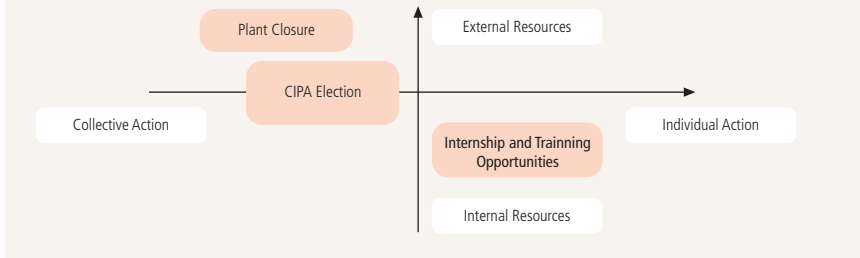 Plant Closure
External Resources
CIPA Election
Collective Action
Individual Action
Internship and Trainning
Opportunities
Internal Resources